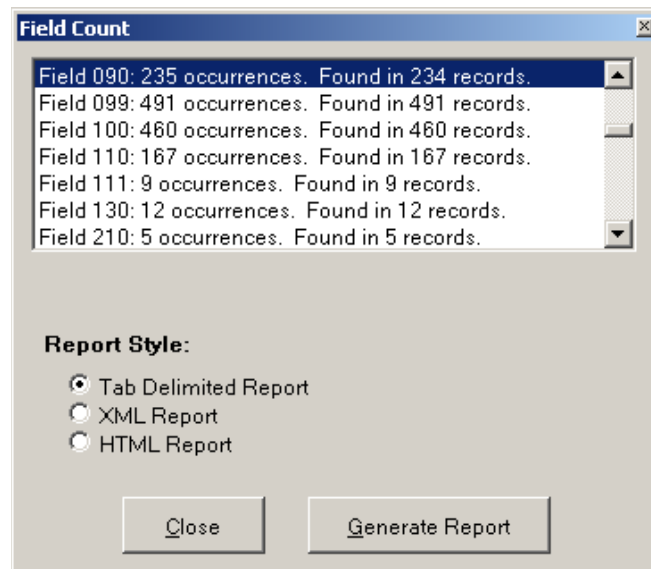 Field Count
Field 090: 235 occurrences.  Found in 234 records.
Field 099: 491 occurrences.  Found in 491 records.
Field 100: 460 occurrences.  Found in 460 records.
Field 110: 167 occurrences.  Found in 167 records.
Field 111: 9 occurrences.  Found in 9 records.
Field 130: 12 occurrences.  Found in 12 records.
Field 210: 5 occurrences.  Found in 5 records.
Report Style:
Tab Delimited Report
XML Report
HTML Report
Close Generate Report